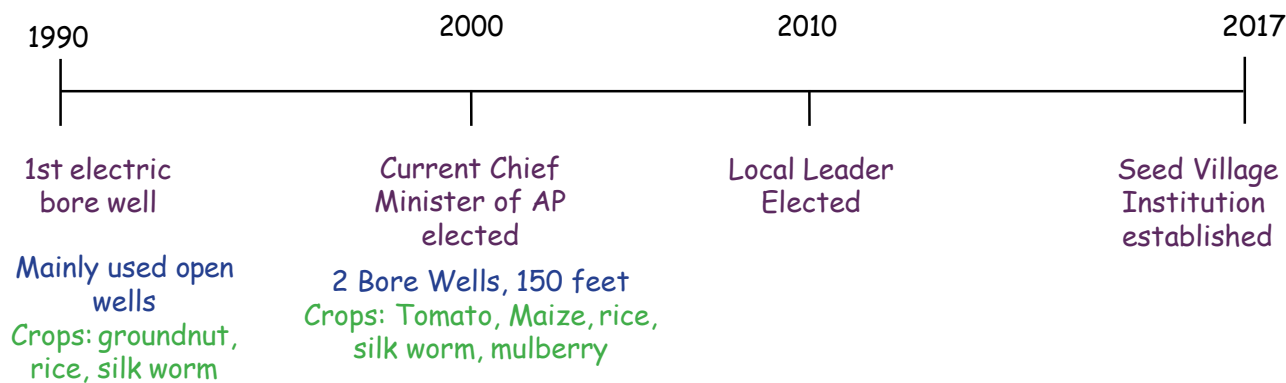 1990
2000
2010
2017
1st electric
bore well
Mainly used open
wells
Crops: groundnut,
rice, silk worm
Current Chief
Minister of AP
elected
2 Bore Wells, 150 feet
Crops: Tomato, Maize, rice,
silk worm, mulberry
Local Leader
Elected
Seed Village
Institution
established